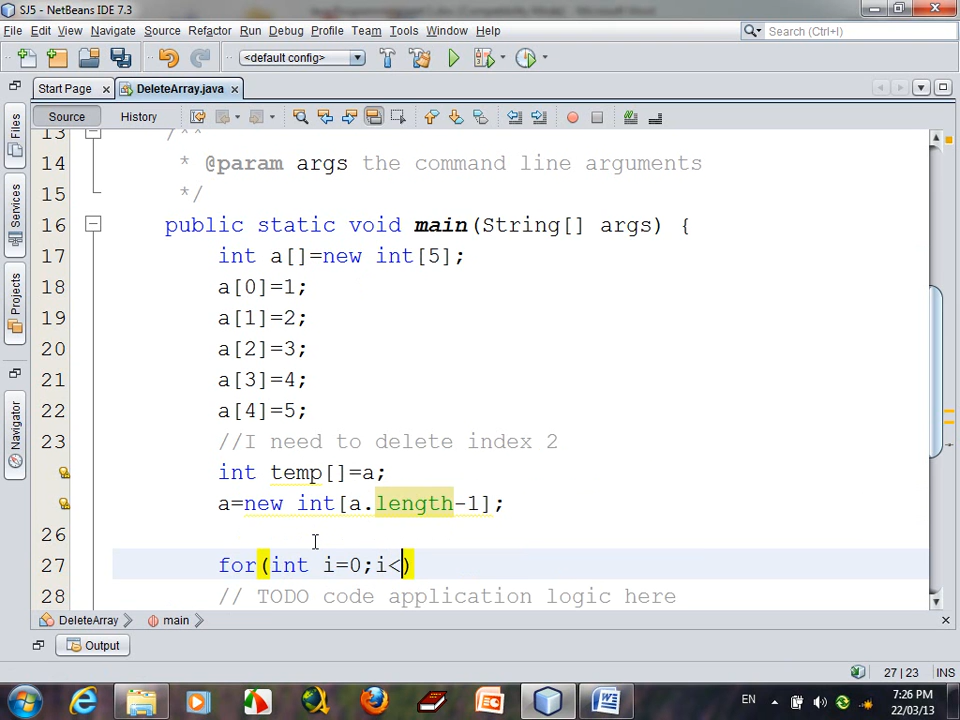 SJ5 - NetBeans IDE 7.3
File Edit View Navigate Source Refactor Run Debug Profile Team Tools Window Help
Search (Ctrl+I)
<default config>
Start Page DeleteArray.java
Source History
Files
Services
Projects
Navigator
13 /**
14 * @param args the command line arguments
15 */
16 public static void main(String[] args) {
17 int a[]=new int[5];
18 a[0]=1;
19 a[1]=2;
20 a[2]=3;
21 a[3]=4;
22 a[4]=5;
23 //I need to delete index 2
int temp[]=a;
a=new int[a.length-1];
26
27 for(int i=0;i<)
28 // TODO code application logic here
DeleteArray main
Output
27 | 23 INS
EN 7:26 PM
22/03/13